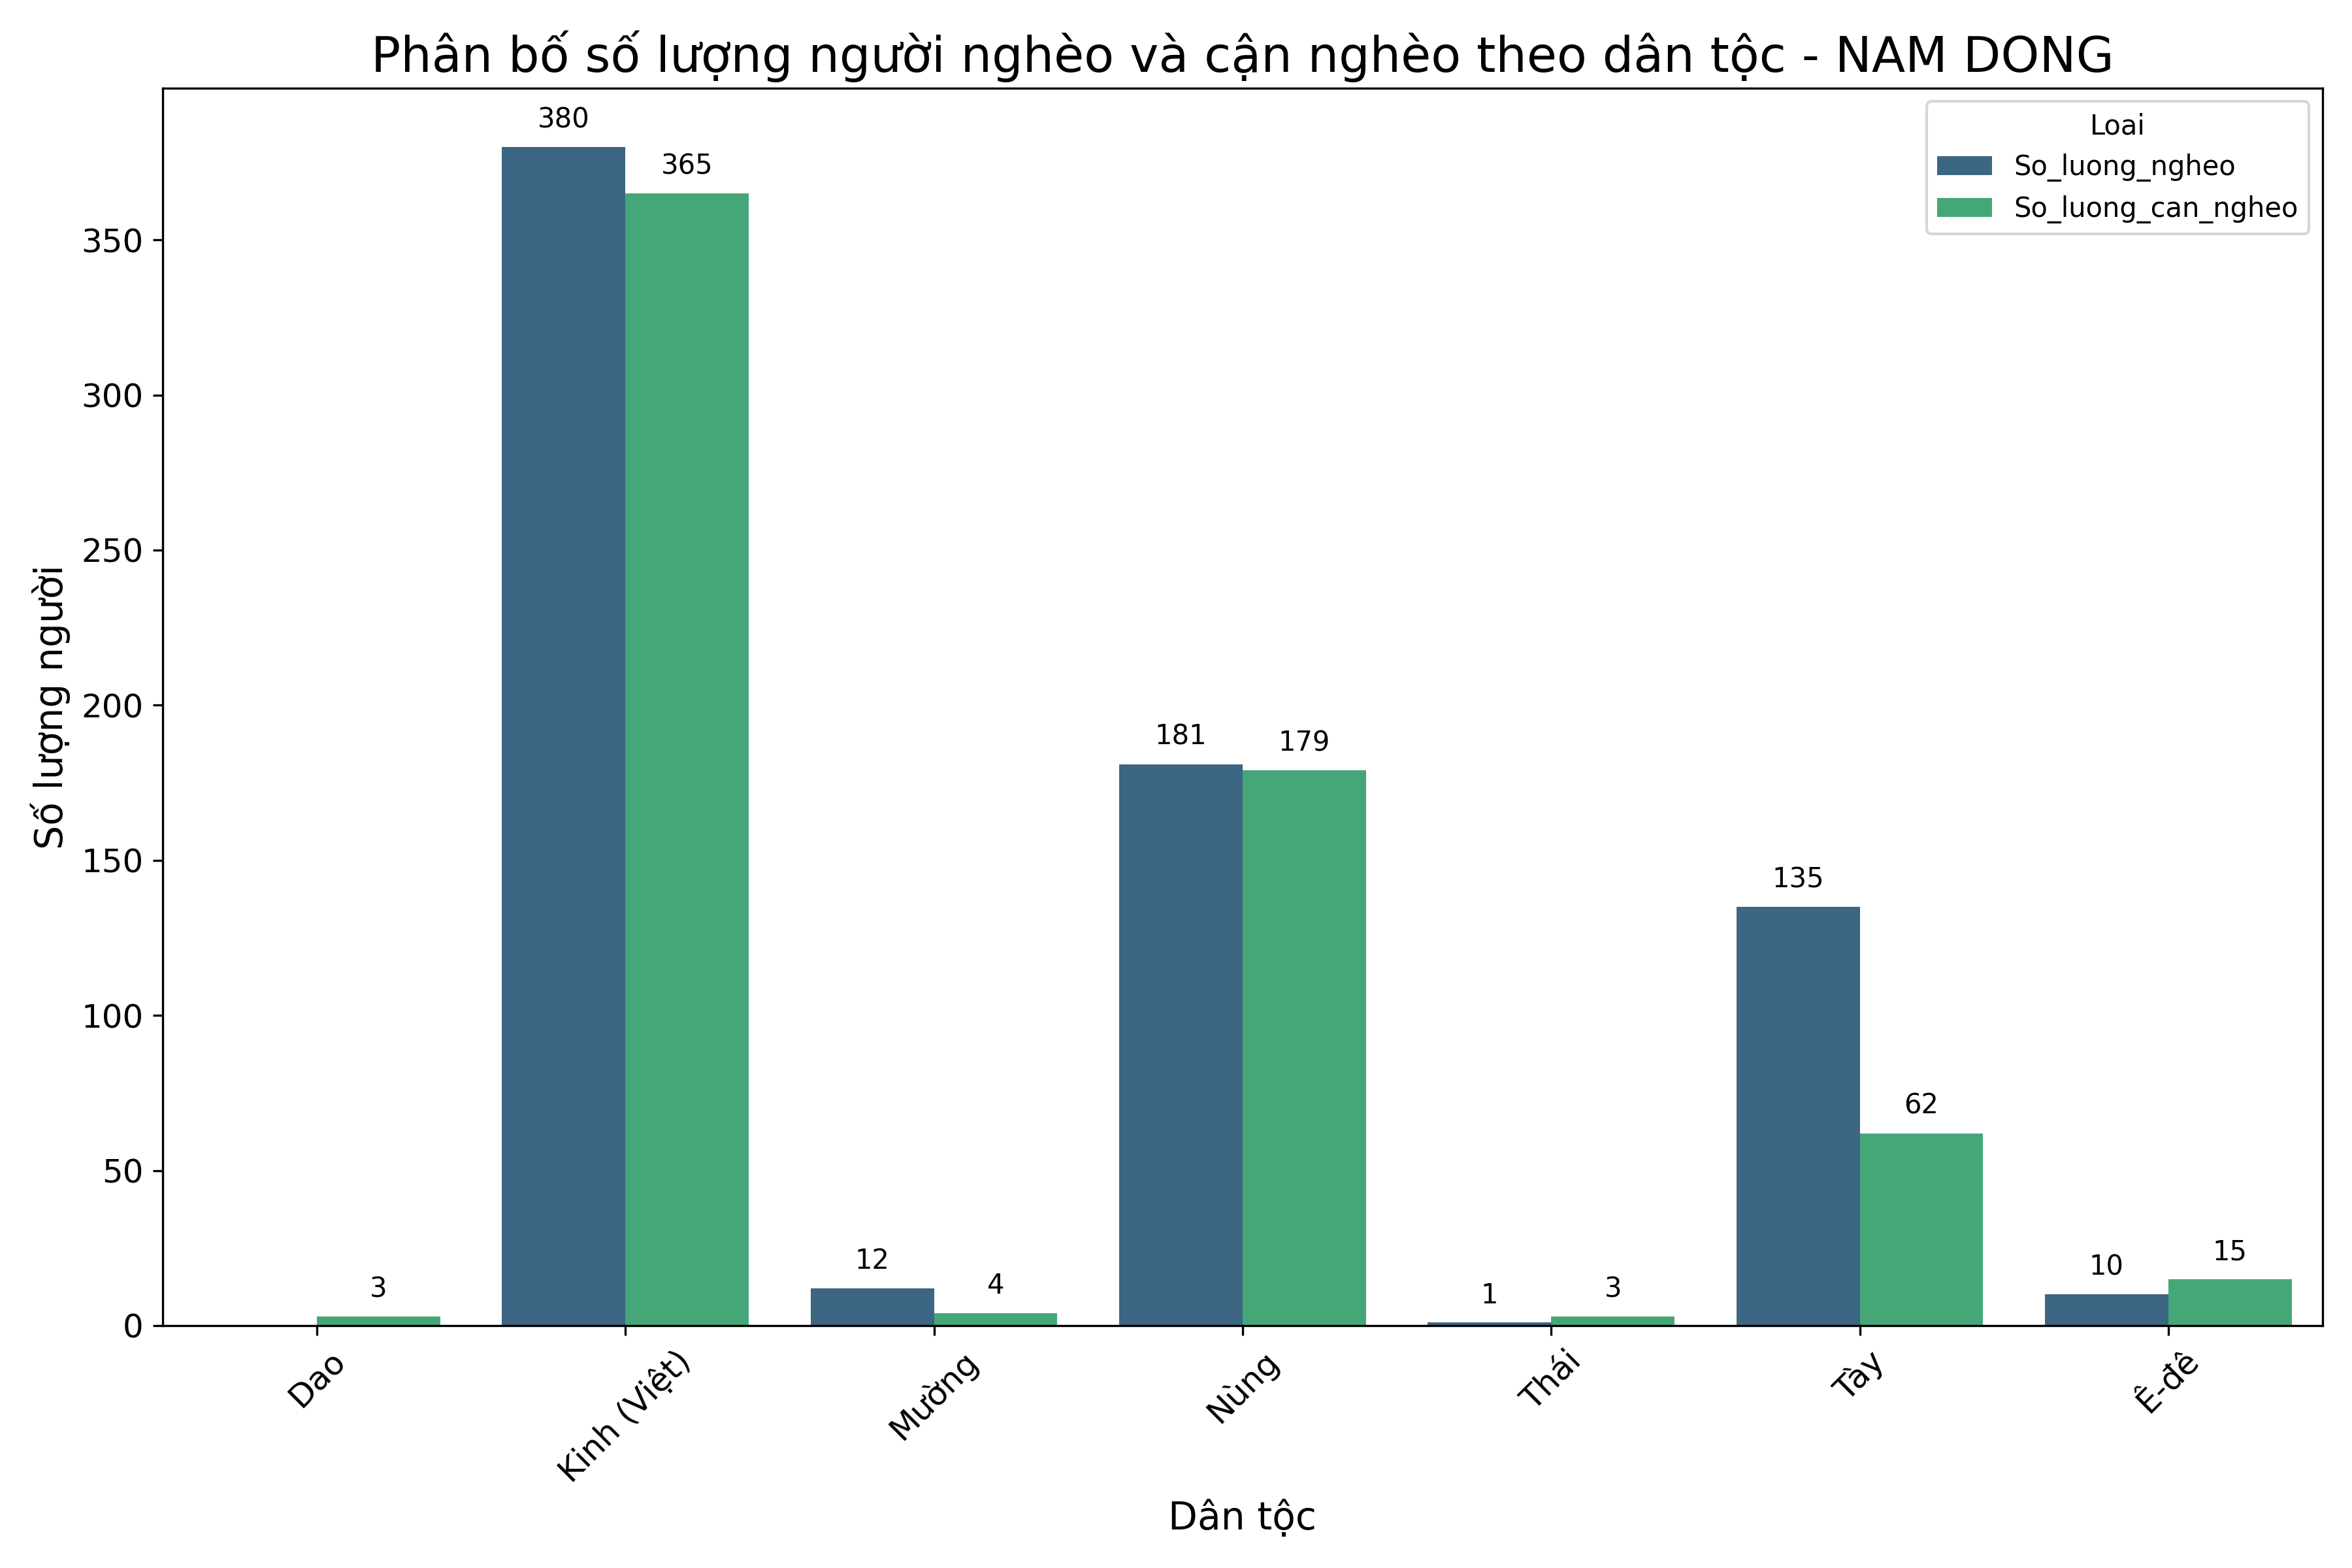 Phân bố số lượng người nghèo và cận nghèo theo dân tộc - NAM DONG
Loai
So_luong_ngheo
So_luong_can_ngheo
Số lượng người
350
300
250
200
150
100
50
0
380
365
181
179
135
62
12
4
10
15
3
1
3
Dao
Kinh (Việt)
Mường
Nùng
Thái
Tày
Ê-đê
Dân tộc